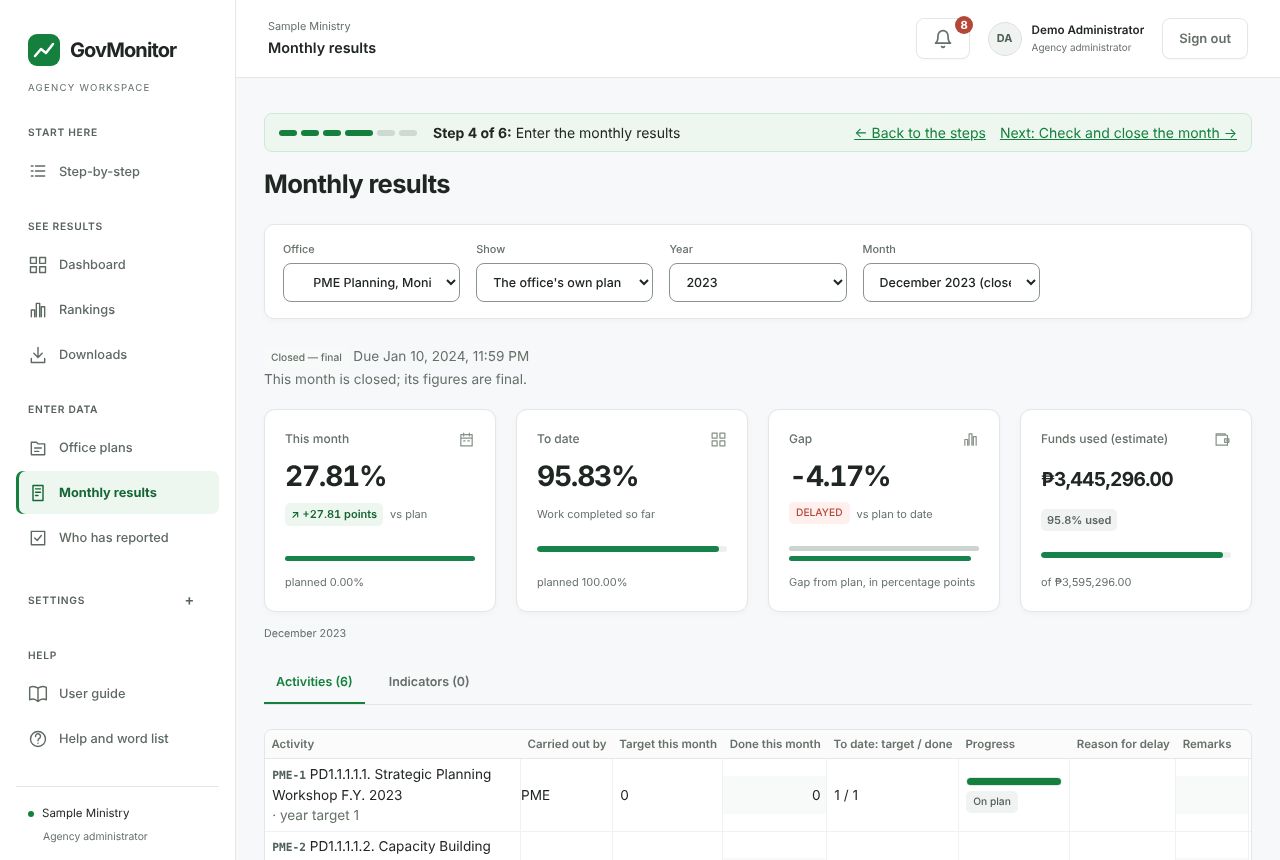 GovMonitor
AGENCY WORKSPACE
START HERE
Step-by-step
SEE RESULTS
Dashboard
Rankings
Downloads
ENTER DATA
Office plans
Monthly results
Who has reported
SETTINGS +
HELP
User guide
Help and word list
Sample Ministry
Agency administrator
Sample Ministry
Monthly results
8
DA
Demo Administrator
Agency administrator
Sign out
Step 4 of 6: Enter the monthly results
← Back to the steps
Next: Check and close the month →
Monthly results
Office
PME Planning, Moni
Show
The office's own plan
Year
2023
Month
December 2023 (close
Closed — final Due Jan 10, 2024, 11:59 PM
This month is closed; its figures are final.
This month
27.81%
↗ +27.81 points vs plan
planned 0.00%
To date
95.83%
Work completed so far
planned 100.00%
Gap
-4.17%
DELAYED vs plan to date
Gap from plan, in percentage points
Funds used (estimate)
₱3,445,296.00
95.8% used
of ₱3,595,296.00
December 2023
Activities (6) Indicators (0)
Activity Carried out by Target this month Done this month To date: target / done Progress Reason for delay Remarks
PME-1 PD1.1.1.1.1. Strategic Planning
Workshop F.Y. 2023
· year target 1
PME 0 0 1 / 1
On plan
PME-2 PD1.1.1.1.2. Capacity Building